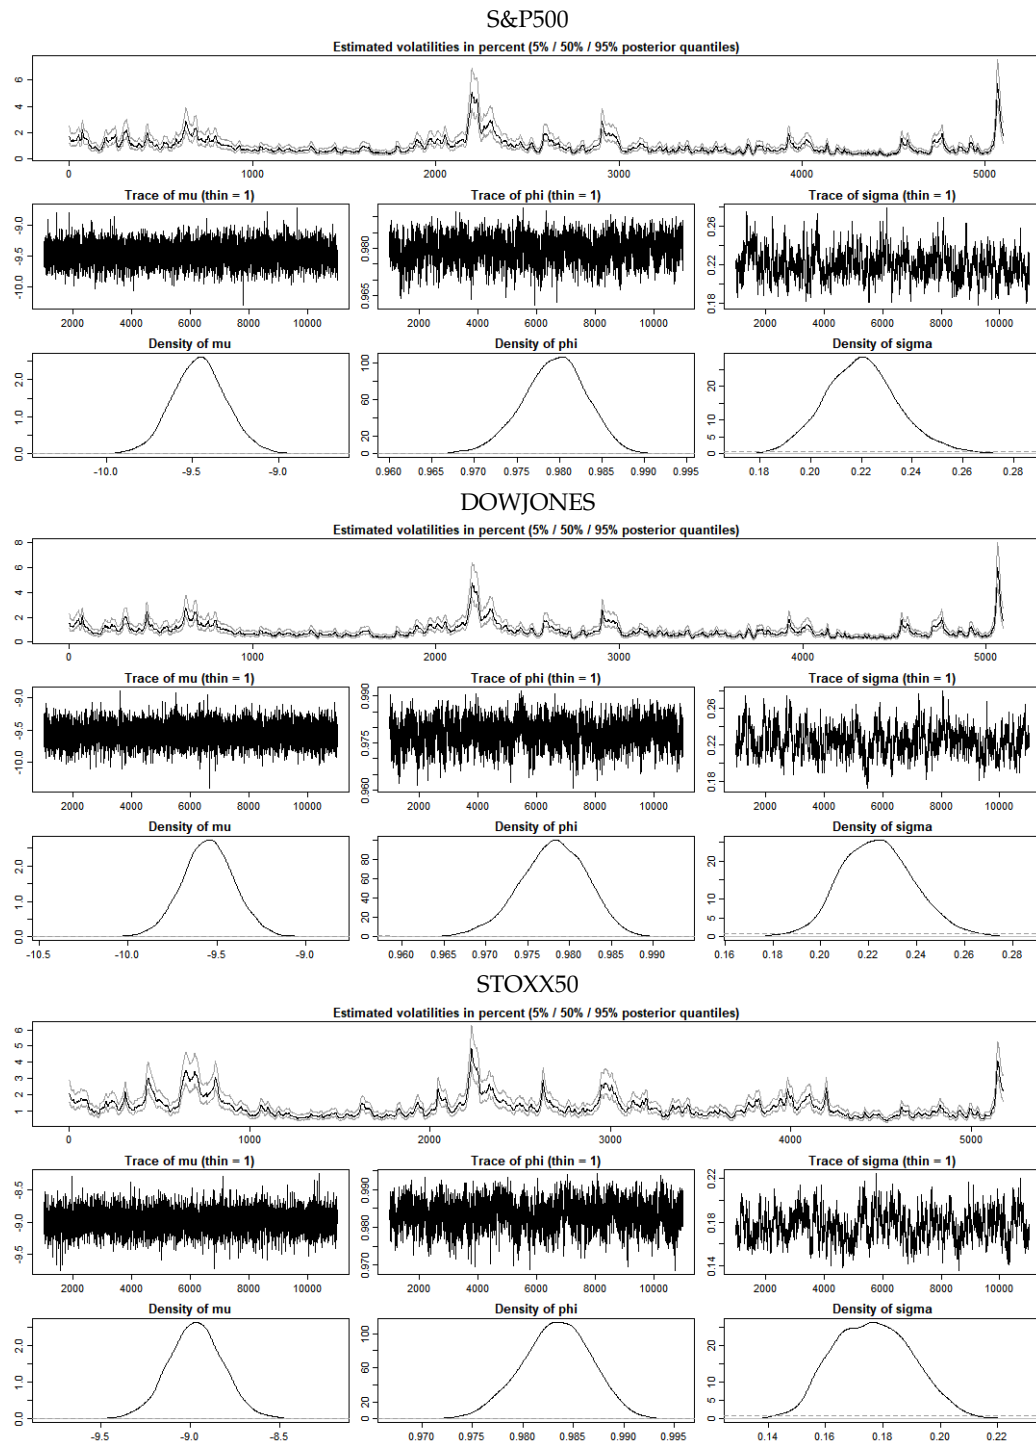 S&P500
Estimated volatilities in percent (5% / 50% / 95% posterior quantiles)
0 2 4 6
0 1000 2000 3000 4000 5000
Trace of mu (thin = 1) Trace of phi (thin = 1) Trace of sigma (thin = 1)
-10.0 -9.5 -9.0 0.965 0.980 0.18 0.22 0.26
2000 4000 6000 8000 10000 2000 4000 6000 8000 10000 2000 4000 6000 8000 10000
Density of mu Density of phi Density of sigma
0.0 1.0 2.0 0 20 60 100 0 5 10 20
-10.0 -9.5 -9.0 0.960 0.965 0.970 0.975 0.980 0.985 0.990 0.995 0.18 0.20 0.22 0.24 0.26 0.28
DOWJONES
Estimated volatilities in percent (5% / 50% / 95% posterior quantiles)
0 2 4 6 8
0 1000 2000 3000 4000 5000
Trace of mu (thin = 1) Trace of phi (thin = 1) Trace of sigma (thin = 1)
-10.0 -9.5 -9.0 0.960 0.975 0.990 0.18 0.22 0.26
2000 4000 6000 8000 10000 2000 4000 6000 8000 10000 2000 4000 6000 8000 10000
Density of mu Density of phi Density of sigma
0.0 1.0 2.0 0 20 40 60 80 0 5 10 20
-10.5 -10.0 -9.5 -9.0 0.960 0.965 0.970 0.975 0.980 0.985 0.990 0.16 0.18 0.20 0.22 0.24 0.26 0.28
STOXX50
Estimated volatilities in percent (5% / 50% / 95% posterior quantiles)
1 2 3 4 5 6
0 1000 2000 3000 4000 5000
Trace of mu (thin = 1) Trace of phi (thin = 1) Trace of sigma (thin = 1)
-9.5 -9.0 -8.5 0.970 0.980 0.990 0.14 0.18 0.22
2000 4000 6000 8000 10000 2000 4000 6000 8000 10000 2000 4000 6000 8000 10000
Density of mu Density of phi Density of sigma
0.0 1.0 2.0 0 20 60 100 0 5 10 20
-9.5 -9.0 -8.5 0.970 0.975 0.980 0.985 0.990 0.995 0.14 0.16 0.18 0.20 0.22